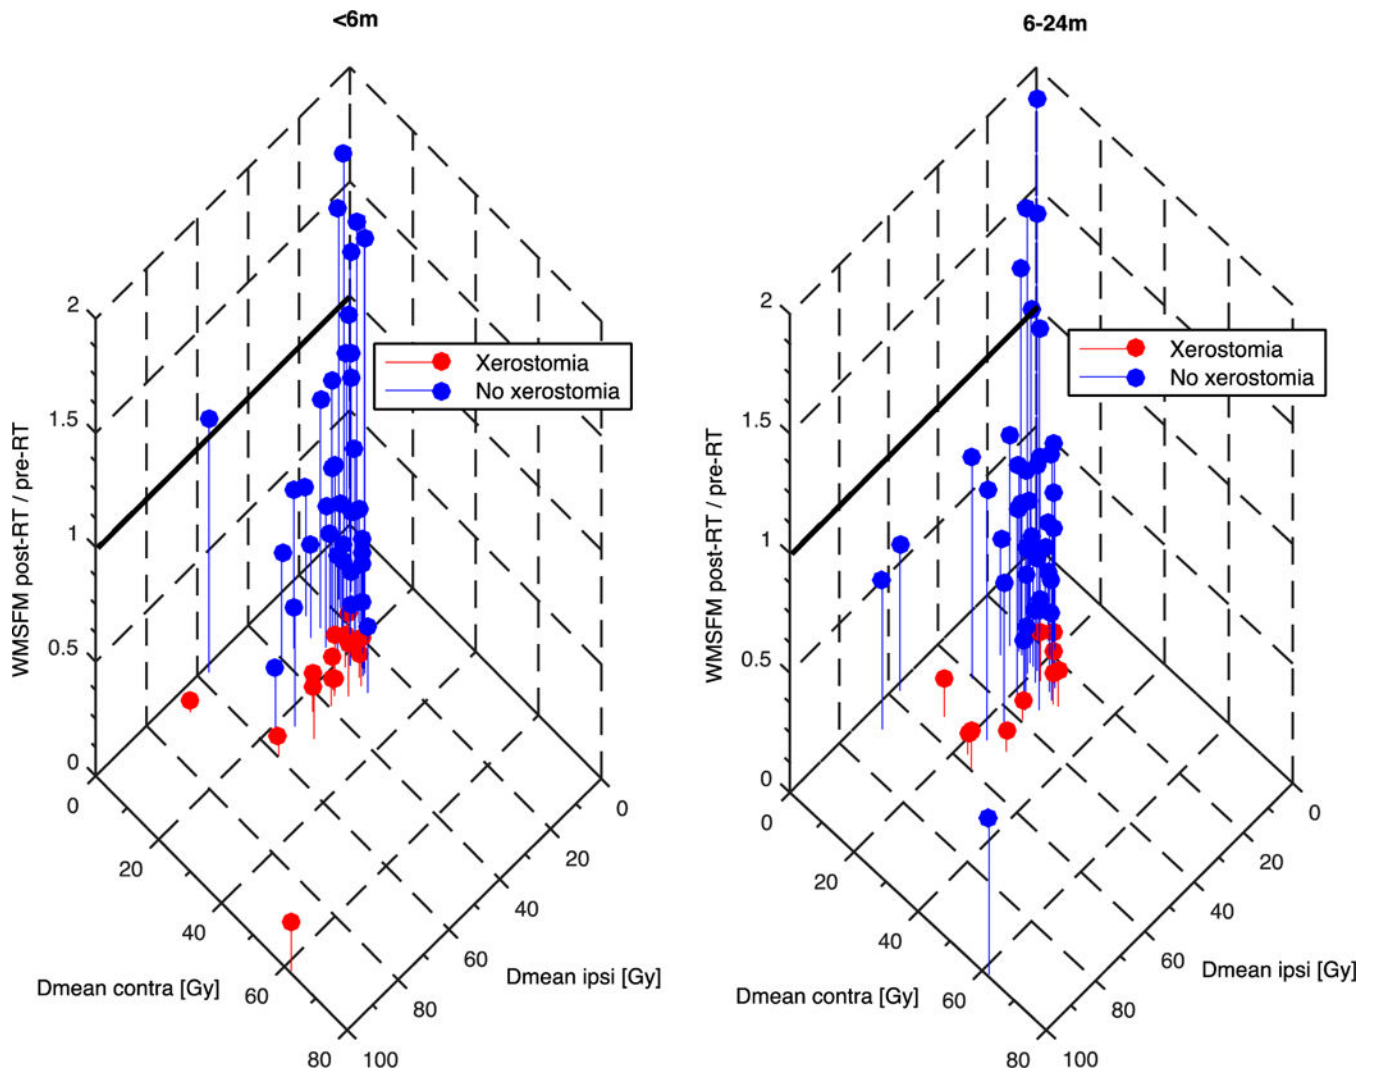 <6m
WMSFM post-RT / pre-RT
2
1.5
1
0.5
0
Xerostomia
No xerostomia
0
20
40
60
80
Dmean contra [Gy]
0
20
40
60
80
100
Dmean ipsi [Gy]
6-24m
WMSFM post-RT / pre-RT
2
1.5
1
0.5
0
Xerostomia
No xerostomia
0
20
40
60
80
Dmean contra [Gy]
0
20
40
60
80
100
Dmean ipsi [Gy]